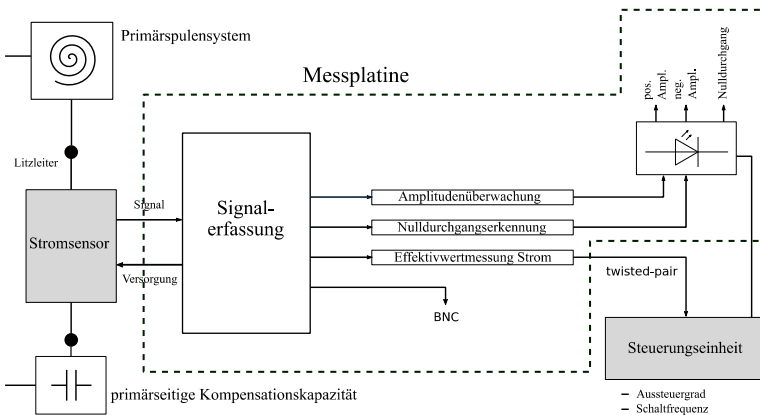 Primärspulensystem
Messplatine
pos.
Ampl.
neg.
Ampl.
Nulldurchgang
Litzleiter
Signal
Signal-
erfassung
Amplitudenüberwachung
Nulldurchgangserkennung
Stromsensor
Effektivwertmessung Strom
Versorgung
twisted-pair
BNC
Steuerungseinheit
primärseitige Kompensationskapazität
– Aussteuergrad
– Schaltfrequenz